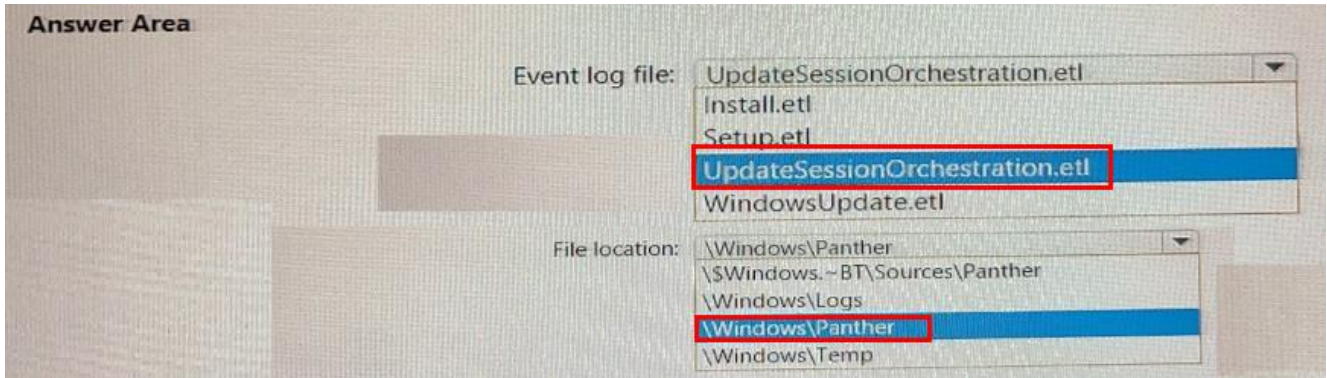 Answer Area
Event log file: UpdateSessionOrchestration.etl
Install.etl
Setup.etl
UpdateSessionOrchestration.etl
WindowsUpdate.etl
File location: \Windows\Panther
\$Windows.~BT\Sources\Panther
\Windows\Logs
\Windows\Panther
\Windows\Temp